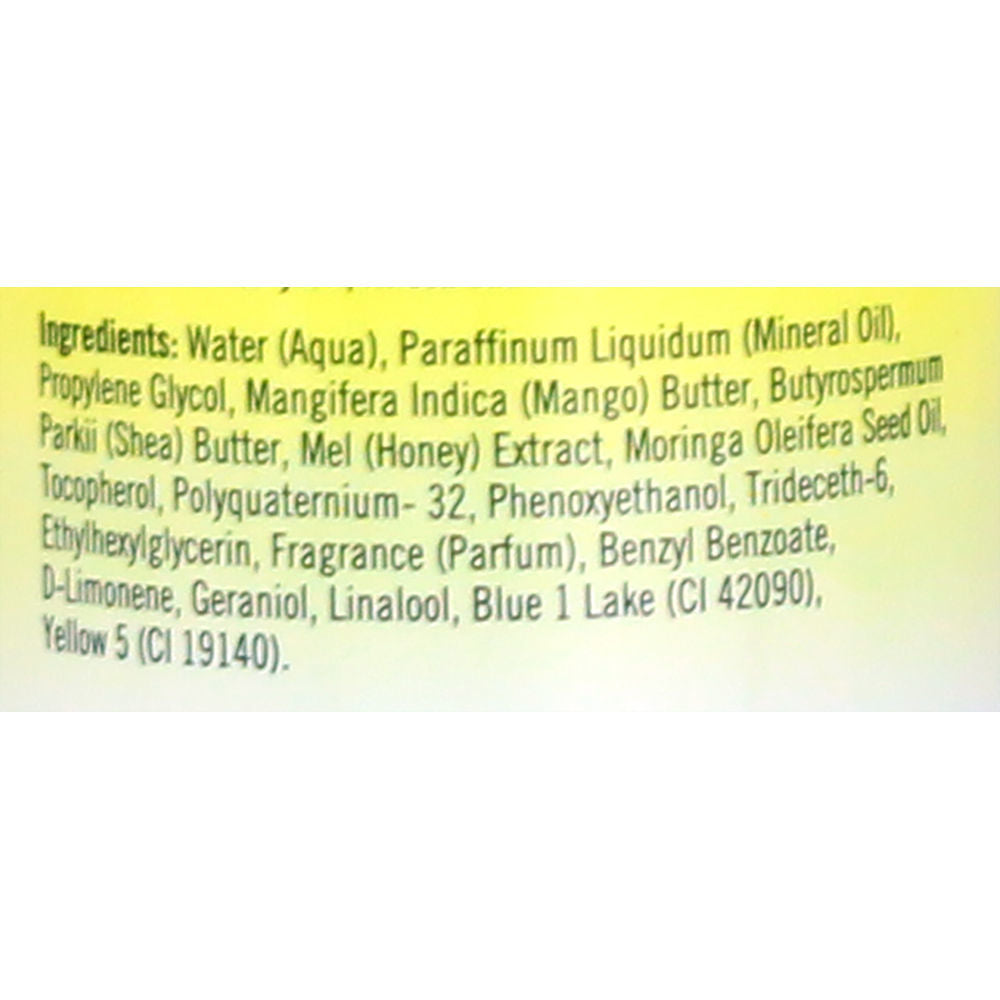 Ingredients: Water (Aqua), Paraffinum Liquidum (Mineral Oil),
Propylene Glycol, Mangifera Indica (Mango) Butter, Butyrospermum
Parkii (Shea) Butter, Mel (Honey) Extract, Moringa Oleifera Seed Oil,
Tocopherol, Polyquaternium- 32, Phenoxyethanol, Trideceth-6,
Ethylhexylglycerin, Fragrance (Parfum), Benzyl Benzoate,
D-Limonene, Geraniol, Linalool, Blue 1 Lake (CI 42090),
Yellow 5 (CI 19140).